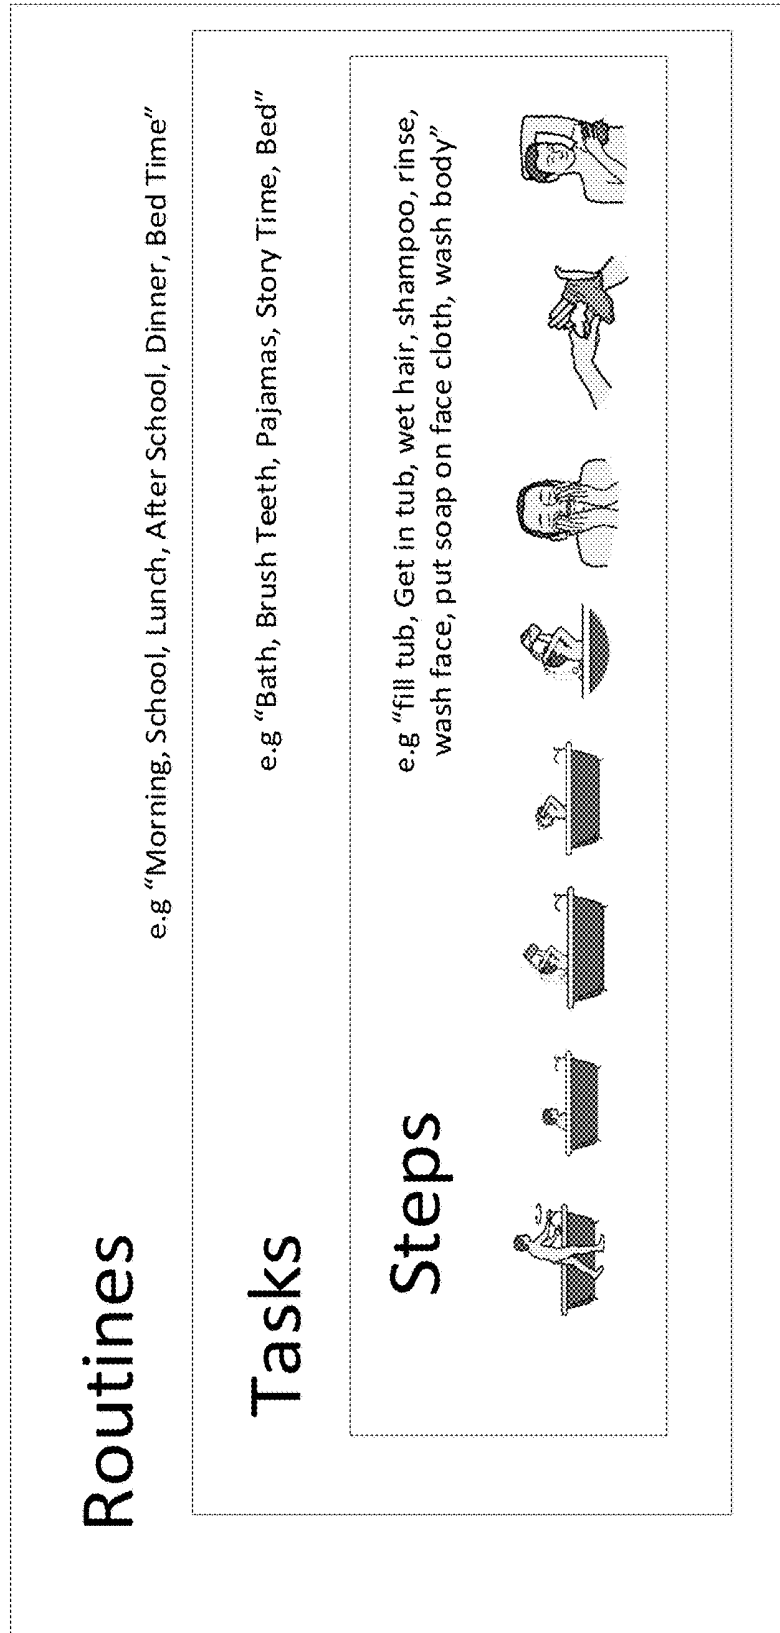 Routines
e.g “Morning, School, Lunch, After School, Dinner, Bed Time”
Tasks
e.g “Bath, Brush Teeth, Pajamas, Story Time, Bed”
Steps
e.g “fill tub, Get in tub, wet hair, shampoo, rinse,
wash face, put soap on face cloth, wash body”